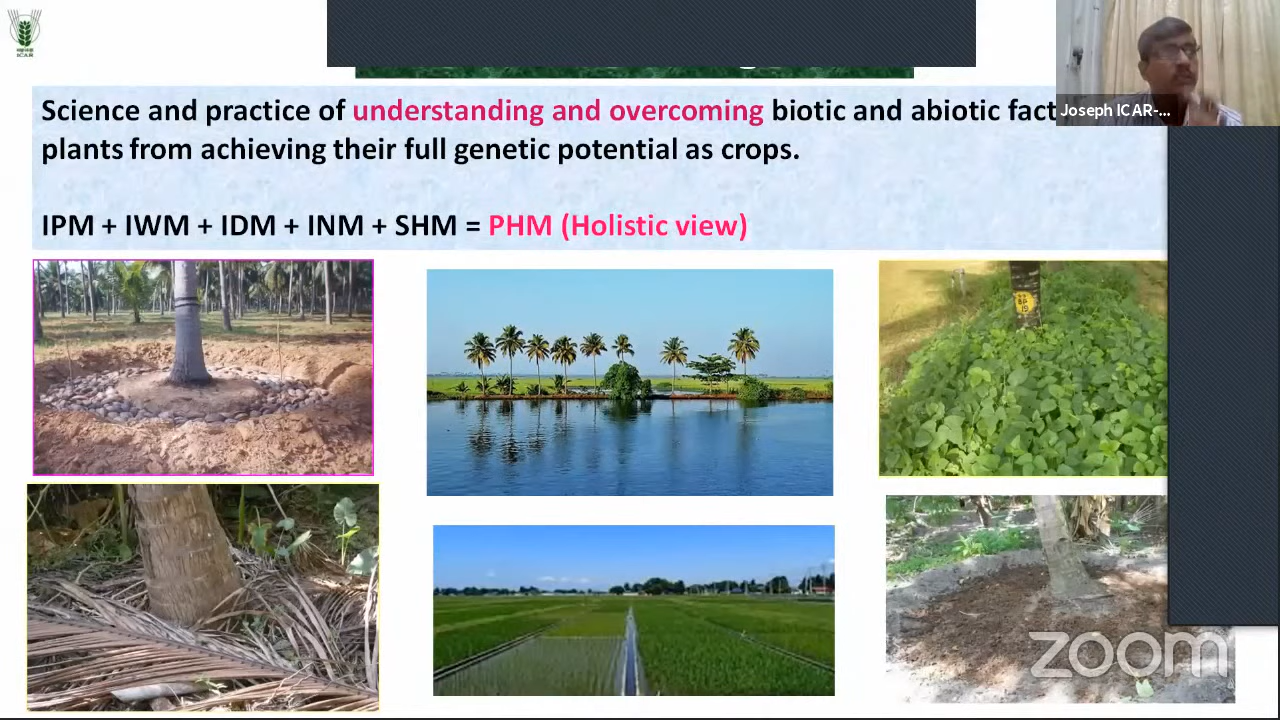 ICAR
Joseph ICAR-...
Science and practice of understanding and overcoming biotic and abiotic
plants from achieving their full genetic potential as crops.
IPM + IWM + IDM + INM + SHM = PHM (Holistic view)
zoom